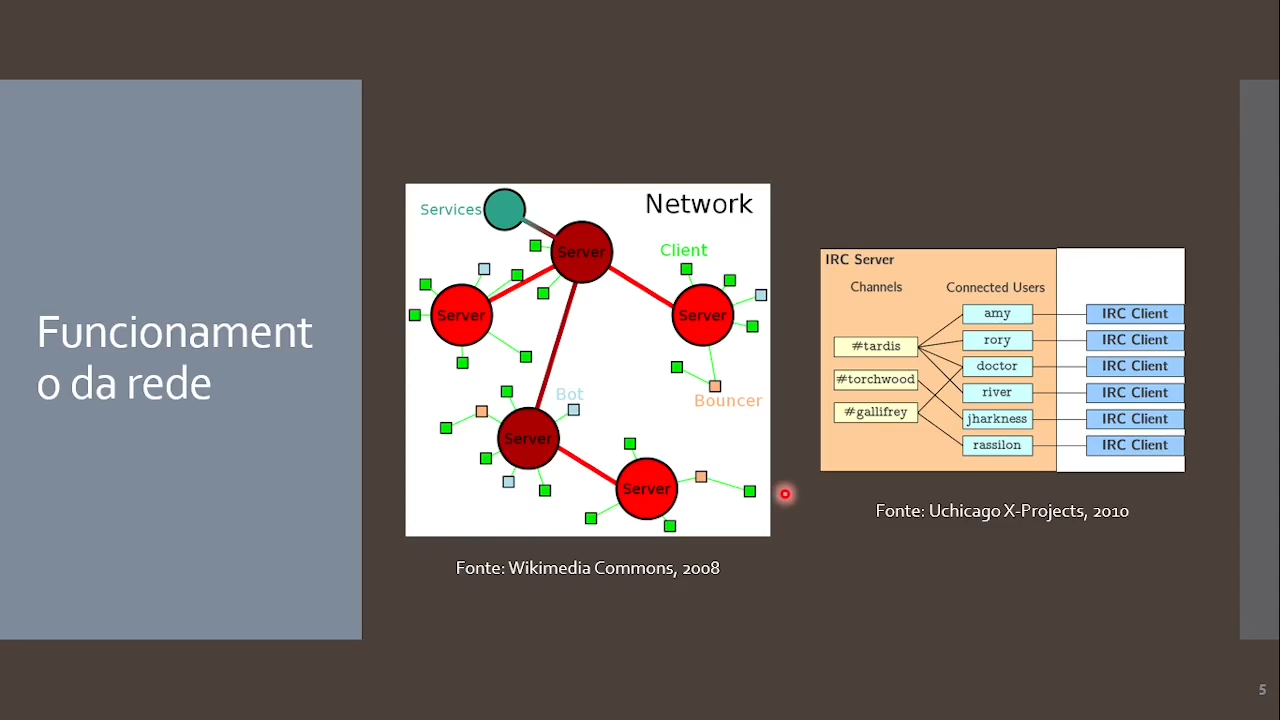 Funcionament
o da rede
Network
Services
Server
Client
Server
Server
Bot
Bouncer
Server
Server
Fonte: Wikimedia Commons, 2008
IRC Server
Channels
Connected Users
#tardis
#torchwood
#gallifrey
amy
rory
doctor
river
jharkness
rassilon
IRC Client
IRC Client
IRC Client
IRC Client
IRC Client
IRC Client
Fonte: Uchicago X-Projects, 2010
5